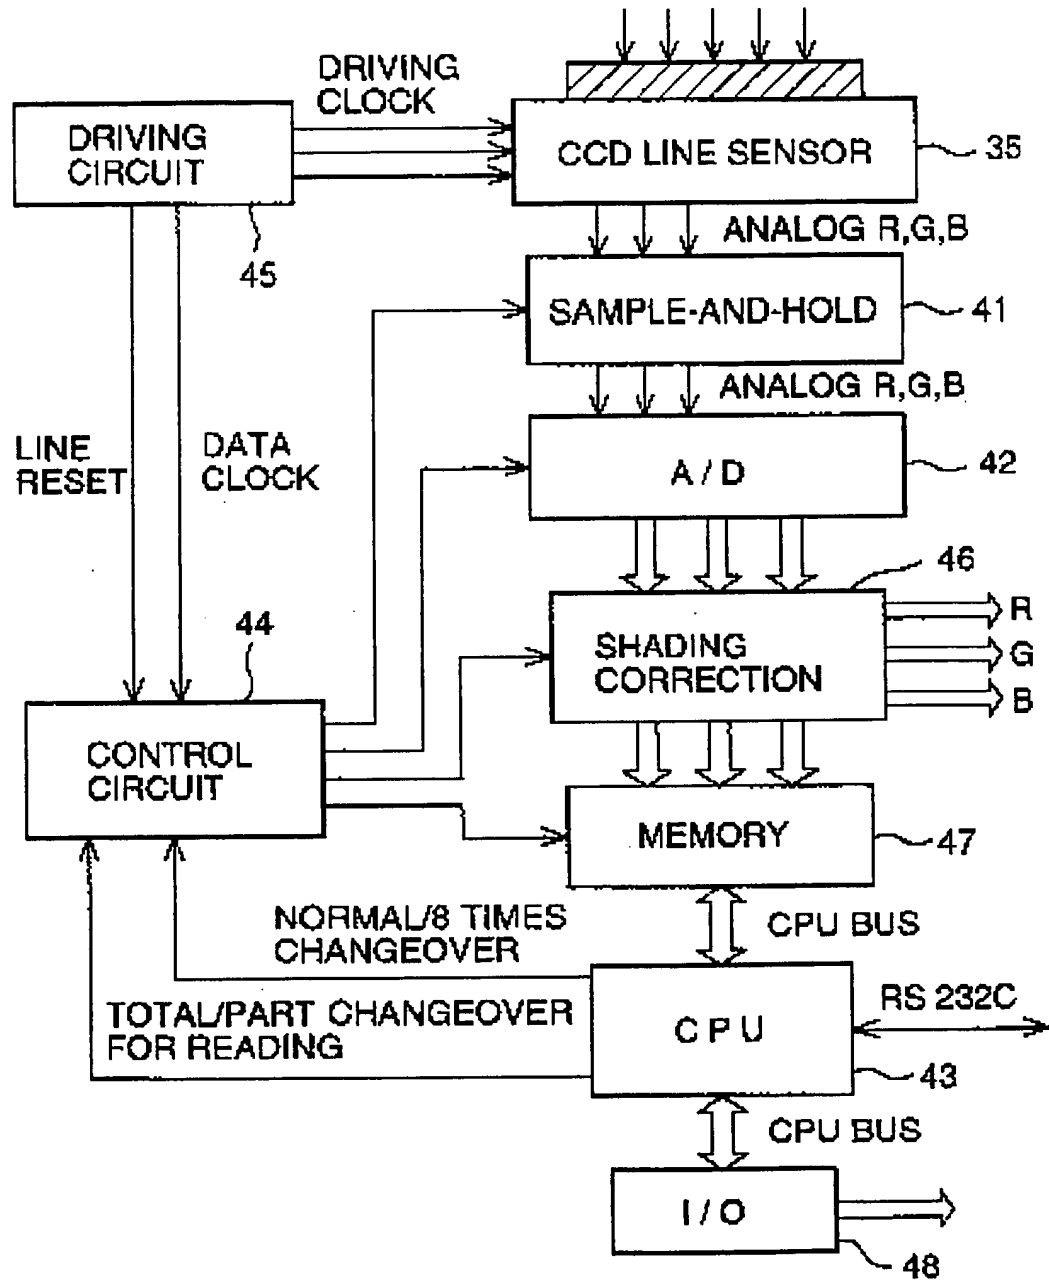 DRIVING
CLOCK
DRIVING
CIRCUIT
CCD LINE SENSOR
35
45
ANALOG R,G,B
SAMPLE-AND-HOLD
41
ANALOG R,G,B
LINE
RESET
DATA
CLOCK
A / D
42
46
SHADING
CORRECTION
R
G
B
44
CONTROL
CIRCUIT
MEMORY
47
NORMAL/8 TIMES
CHANGEOVER
CPU BUS
TOTAL/PART CHANGEOVER
FOR READING
C P U
RS 232C
43
CPU BUS
I / O
48